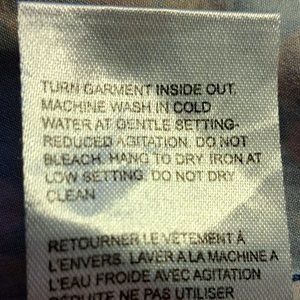 TURN GARMENT INSIDE OUT.
MACHINE WASH IN COLD
WATER AT GENTLE SETTING-
REDUCED AGITATION. DO NOT
BLEACH. HANG TO DRY. IRON AT
LOW SETTING. DO NOT DRY
CLEAN
RETOURNER LE VÊTEMENT À
L'ENVERS. LAVER À LA MACHINE À
L'EAU FROIDE AVEC AGITATION
RÉDUITE NE PAS UTILISER